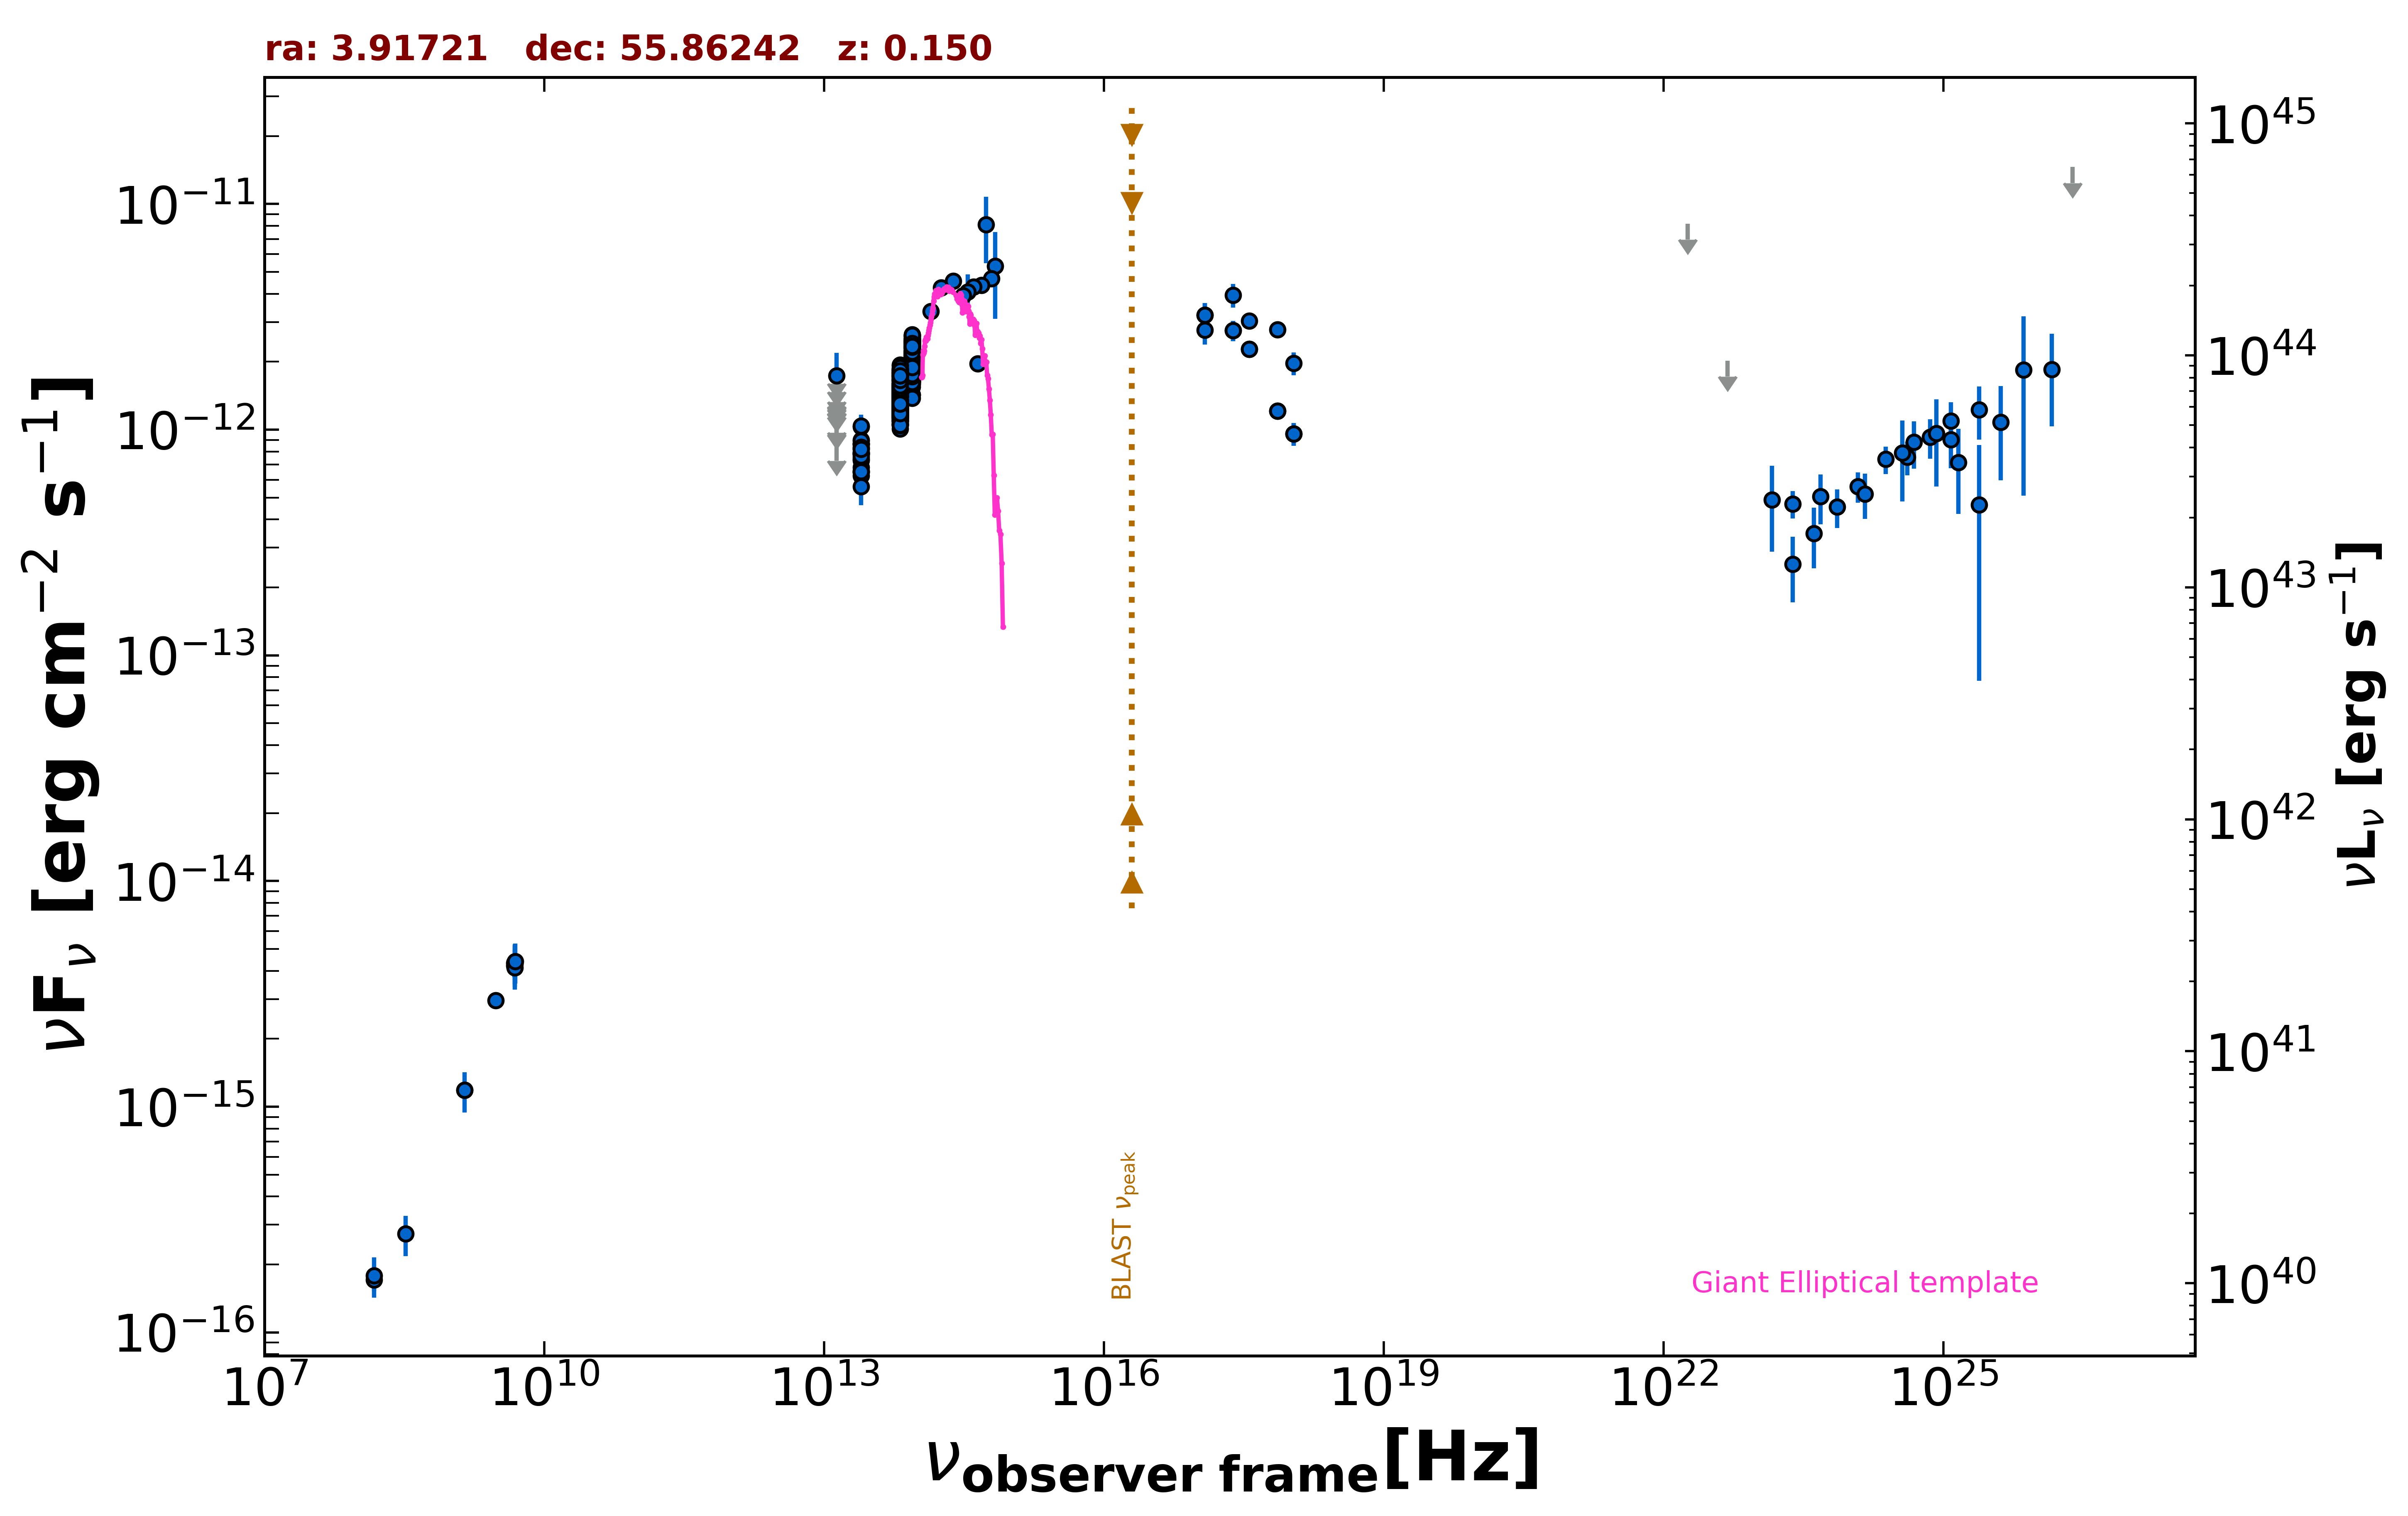 ra: 3.91721 dec: 55.86242 z: 0.150
νFν [erg cm⁻² s⁻¹]
10⁻¹¹
10⁻¹²
10⁻¹³
10⁻¹⁴
10⁻¹⁵
10⁻¹⁶
10⁴⁵
10⁴⁴
10⁴³
10⁴²
10⁴¹
10⁴⁰
νLν [erg s⁻¹]
BLAST νpeak
Giant Elliptical template
10⁷ 10¹⁰ 10¹³ 10¹⁶ 10¹⁹ 10²² 10²⁵
νobserver frame[Hz]